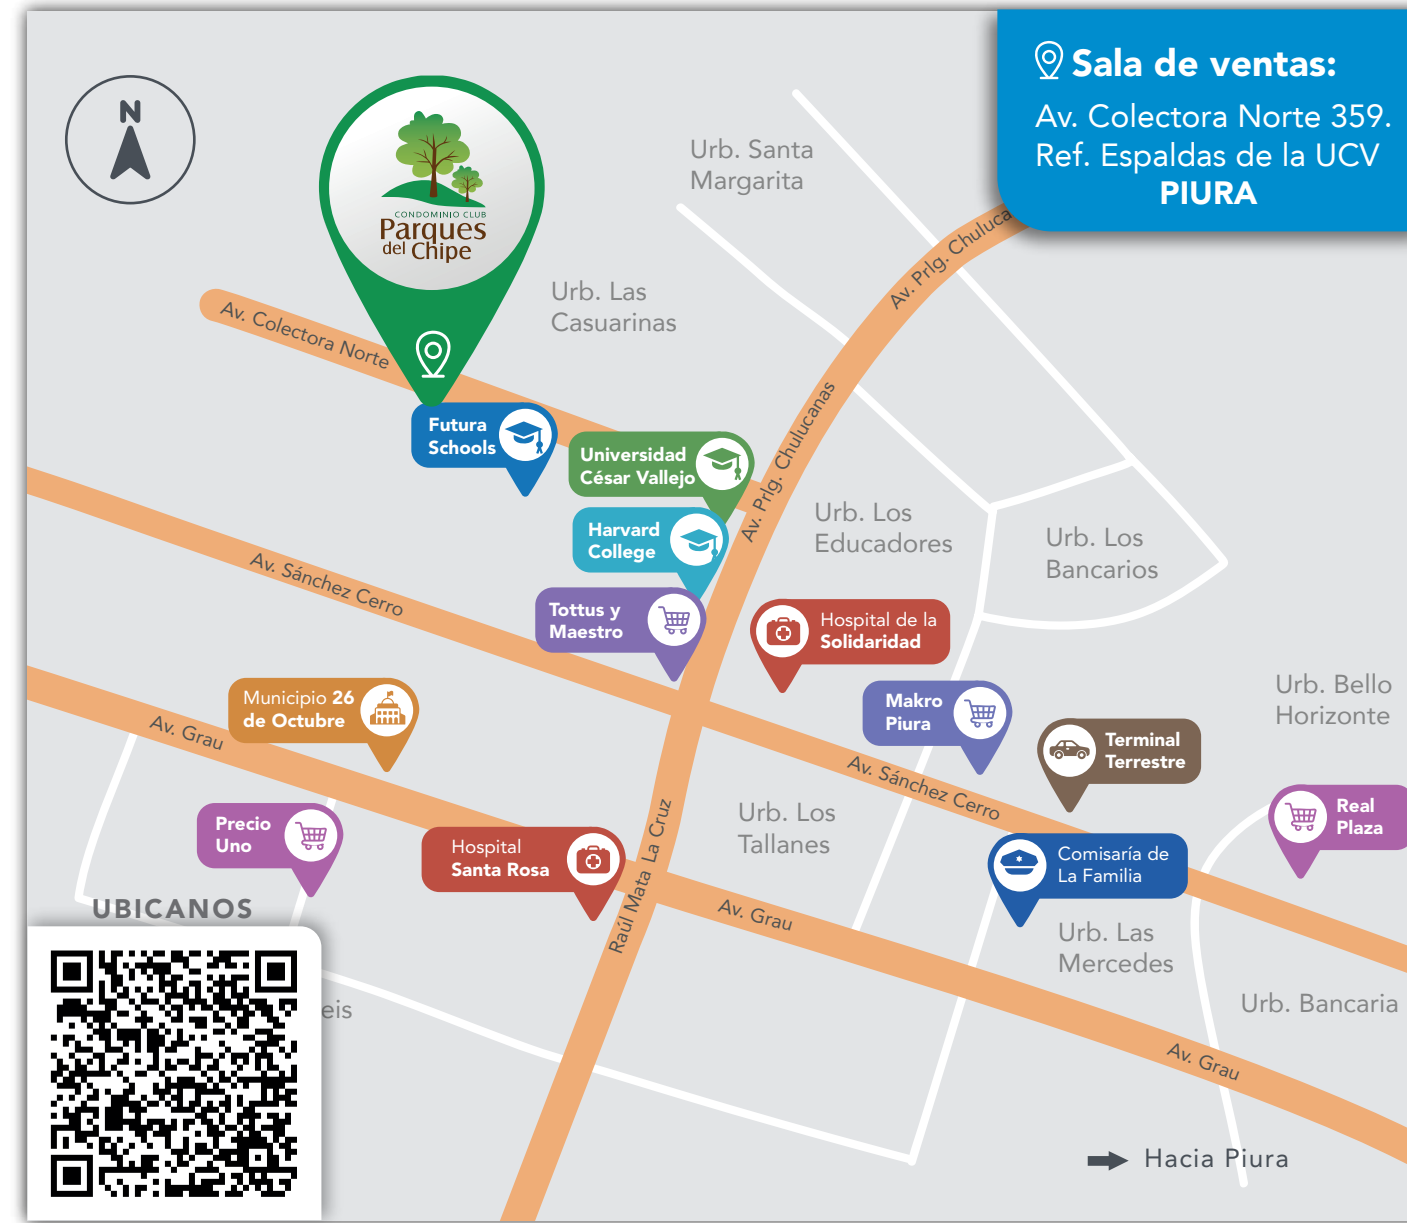 N
Sala de ventas:
Av. Colectora Norte 359.
Ref. Espaldas de la UCV
PIURA
CONDOMINIO CLUB
Parques
del Chipe
Urb. Santa
Margarita
Av. Prlg. Chuluca
Urb. Las
Casuarinas
Av. Colectora Norte
Futura
Schools
Universidad
César Vallejo
Av. Prlg. Chulucanas
Harvard
College
Urb. Los
Educadores
Urb. Los
Bancarios
Av. Sánchez Cerro
Tottus y
Maestro
Hospital de la
Solidaridad
Municipio 26
de Octubre
Makro
Piura
Urb. Bello
Horizonte
Av. Grau
Terminal
Terrestre
Av. Sánchez Cerro
Precio
Uno
Hospital
Santa Rosa
Raúl Mata La Cruz
Urb. Los
Tallanes
Real
Plaza
Comisaría de
La Familia
UBICANOS
Av. Grau
Urb. Las
Mercedes
eis
Urb. Bancaria
Av. Grau
Hacia Piura